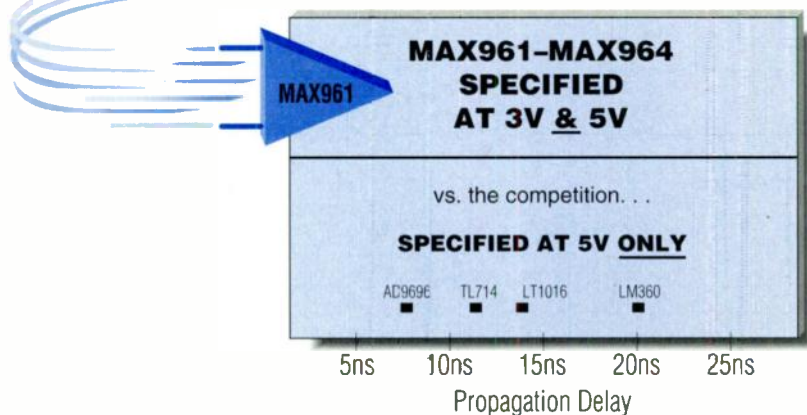 MAX961
MAX961–MAX964
SPECIFIED
AT 3V & 5V
vs. the competition. . .
SPECIFIED AT 5V ONLY
AD9696 TL714 LT1016 LM360
5ns 10ns 15ns 20ns 25ns
Propagation Delay